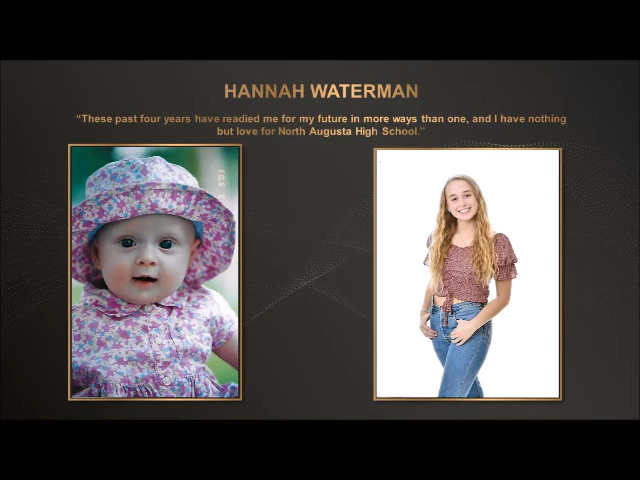 HANNAH WATERMAN
“These past four years have readied me for my future in more ways than one, and I have nothing
but love for North Augusta High School.”